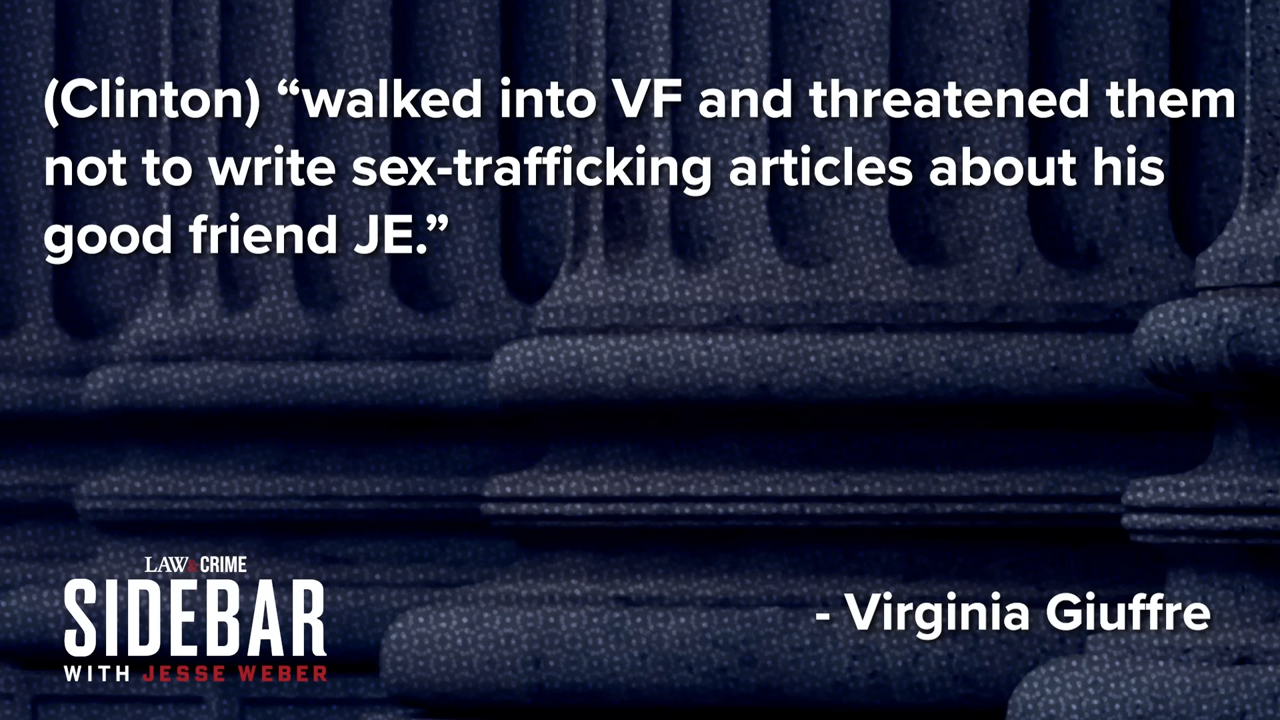 (Clinton) “walked into VF and threatened them
not to write sex-trafficking articles about his
good friend JE.”
- Virginia Giuffre
LAW&CRIME
SIDEBAR
WITH JESSE WEBER